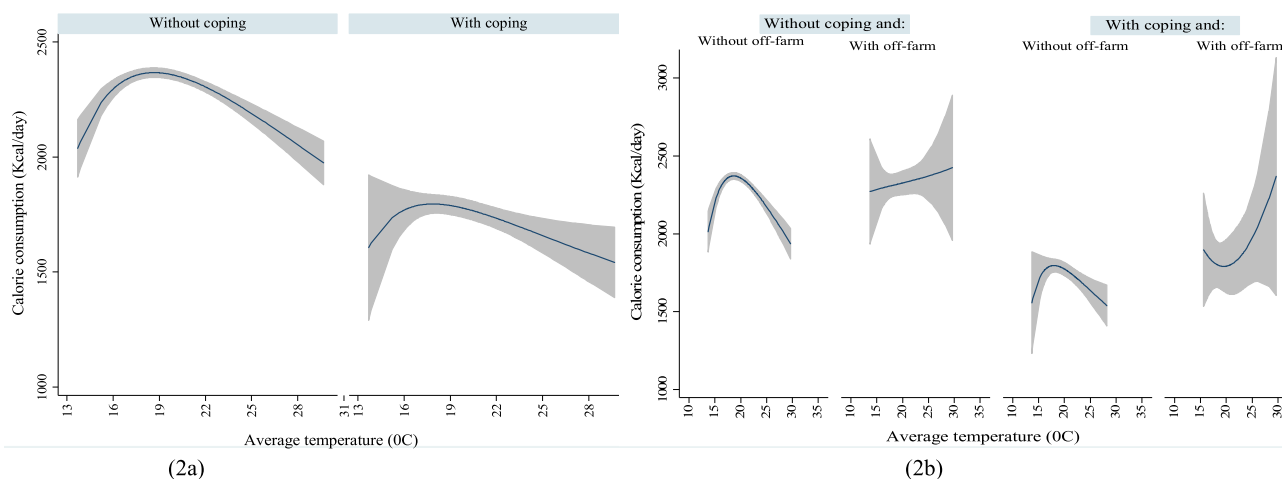 Without coping
With coping
Calorie consumption (Kcal/day)
2500
2000
1500
1000
13 16 19 22 25 28 31
13 16 19 22 25 28
Average temperature (0C)
(2a)
Without coping and:
With coping and:
Without off-farm
With off-farm
Without off-farm
With off-farm
Calorie consumption (Kcal/day)
3000
2500
2000
1500
1000
10 15 20 25 30 35
10 15 20 25 30 35
10 15 20 25 30 35
10 15 20 25 30
Average temperature (0C)
(2b)